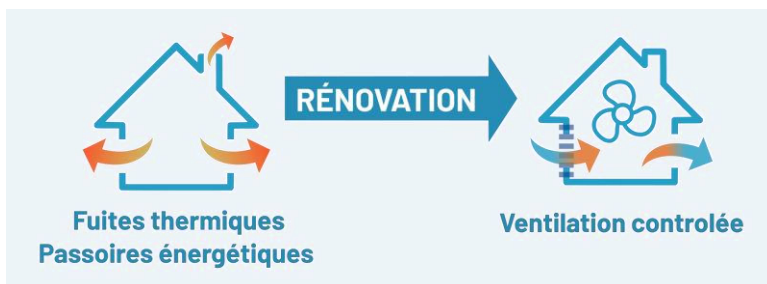 RÉNOVATION
Fuites thermiques
Passoires énergétiques
Ventilation controlée